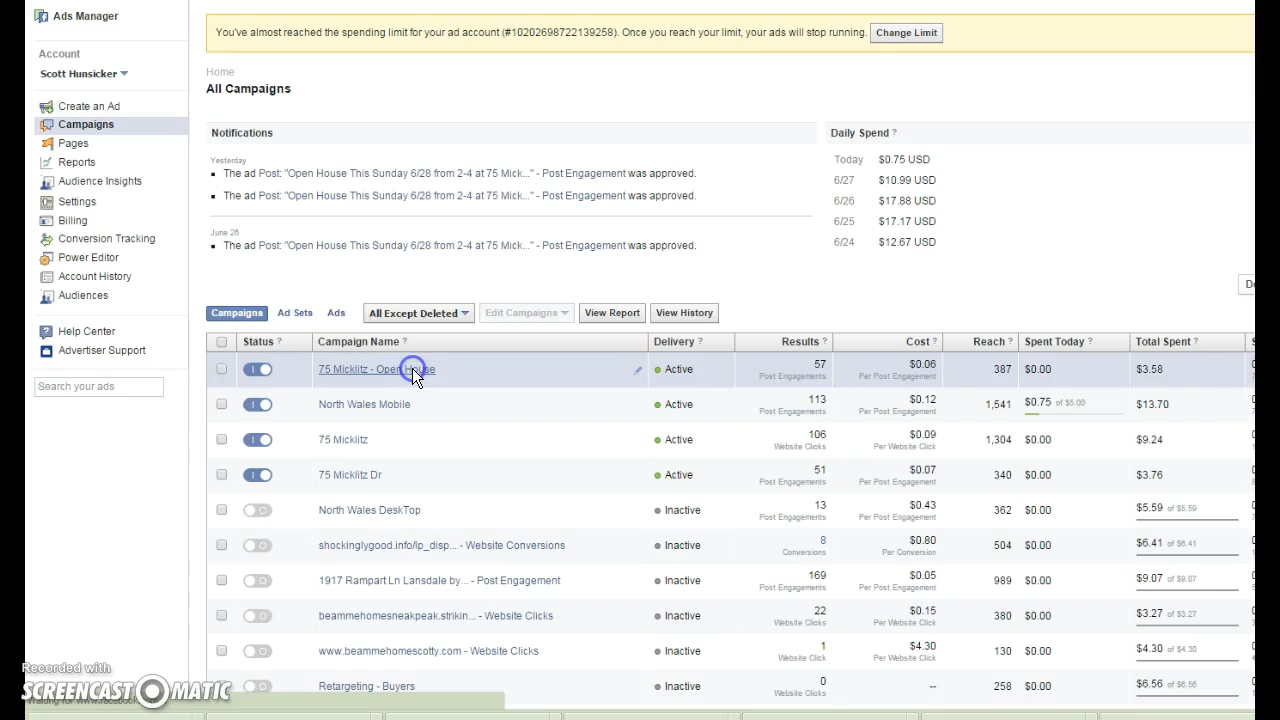 Ads Manager
You've almost reached the spending limit for your ad account (#10202698722139258). Once you reach your limit, your ads will stop running. Change Limit
Account
Scott Hunsicker
Create an Ad
Campaigns
Pages
Reports
Audience Insights
Settings
Billing
Conversion Tracking
Power Editor
Account History
Audiences
Help Center
Advertiser Support
Search your ads
Home
All Campaigns
Notifications
Yesterday
The ad Post: "Open House This Sunday 6/28 from 2-4 at 75 Mick..." - Post Engagement was approved.
The ad Post: "Open House This Sunday 6/28 from 2-4 at 75 Mick..." - Post Engagement was approved.
June 26
The ad Post: "Open House This Sunday 6/28 from 2-4 at 75 Mick..." - Post Engagement was approved.
Daily Spend ?
Today $0.75 USD
6/27 $10.99 USD
6/26 $17.88 USD
6/25 $17.17 USD
6/24 $12.67 USD
Campaigns Ad Sets Ads All Except Deleted Edit Campaigns View Report View History
Status ? Campaign Name ? Delivery ? Results ? Cost ? Reach ? Spent Today ? Total Spent ?
75 Micklitz - Open House Active 57 $0.06 387 $0.00 $3.58
Post Engagements Per Post Engagement
North Wales Mobile Active 113 $0.12 1,541 $0.75 of $5.00 $13.70
Post Engagements Per Post Engagement
75 Micklitz Active 106 $0.09 1,304 $0.00 $9.24
Website Clicks Per Website Click
75 Micklitz Dr Active 51 $0.07 340 $0.00 $3.76
Post Engagements Per Post Engagement
North Wales DeskTop Inactive 13 $0.43 362 $0.00 $5.59 of $5.59
Post Engagements Per Post Engagement
shockinglygood.info/lp_disp... - Website Conversions Inactive 8 $0.80 504 $0.00 $6.41 of $6.41
Conversions Per Conversion
1917 Rampart Ln Lansdale by... - Post Engagement Inactive 169 $0.05 989 $0.00 $9.07 of $9.07
Post Engagements Per Post Engagement
beammehomesneakpeak.strikin... - Website Clicks Inactive 22 $0.15 380 $0.00 $3.27 of $3.27
Website Clicks Per Website Click
www.beammehomescotty.com - Website Clicks Inactive 1 $4.30 130 $0.00 $4.30 of $4.30
Website Click Per Website Click
Retargeting - Buyers Inactive 0 -- 258 $0.00 $6.56 of $6.56
Website Clicks
Recorded with
SCREENCAST MATIC